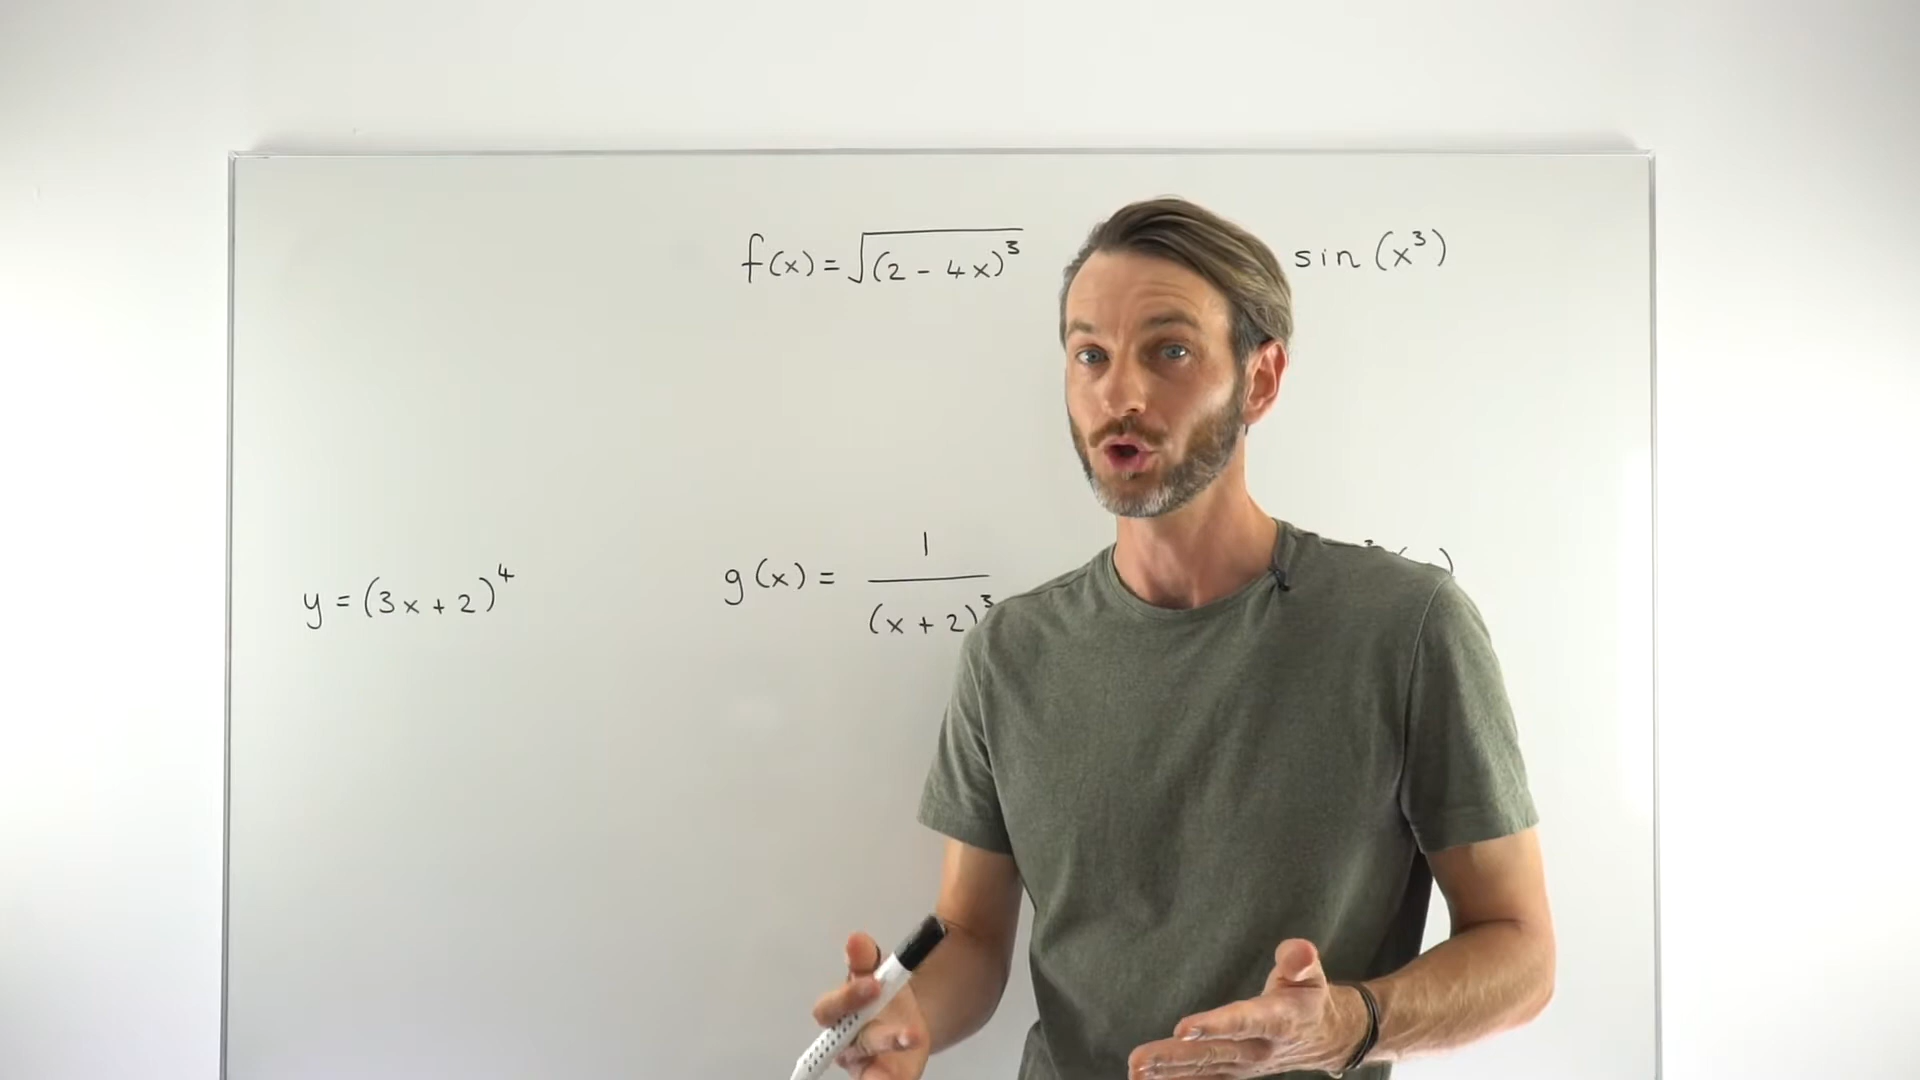 f(x) = √(2 - 4x)³
sin (x³)
y = (3x + 2)⁴
g(x) = 1 / (x + 2)³